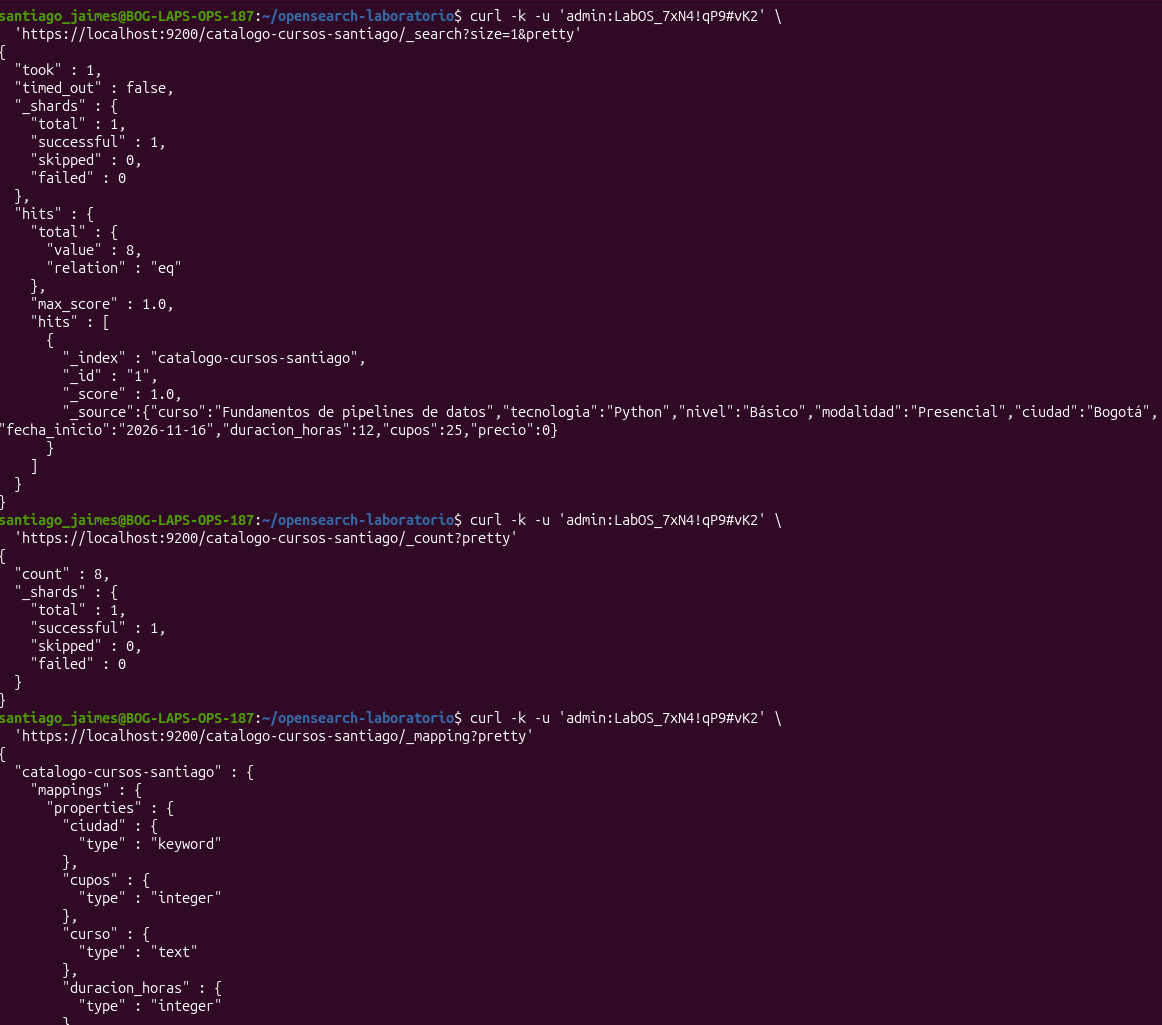 santiago_jaimes@BOG-LAPS-OPS-187:~/opensearch-laboratorio$ curl -k -u 'admin:LabOS_7xN4!qP9#vK2' \
  'https://localhost:9200/catalogo-cursos-santiago/_search?size=1&pretty'
{
  "took" : 1,
  "timed_out" : false,
  "_shards" : {
    "total" : 1,
    "successful" : 1,
    "skipped" : 0,
    "failed" : 0
  },
  "hits" : {
    "total" : {
      "value" : 8,
      "relation" : "eq"
    },
    "max_score" : 1.0,
    "hits" : [
      {
        "_index" : "catalogo-cursos-santiago",
        "_id" : "1",
        "_score" : 1.0,
        "_source":{"curso":"Fundamentos de pipelines de datos","tecnologia":"Python","nivel":"Básico","modalidad":"Presencial","ciudad":"Bogotá",
"fecha_inicio":"2026-11-16","duracion_horas":12,"cupos":25,"precio":0}
      }
    ]
  }
}
santiago_jaimes@BOG-LAPS-OPS-187:~/opensearch-laboratorio$ curl -k -u 'admin:LabOS_7xN4!qP9#vK2' \
  'https://localhost:9200/catalogo-cursos-santiago/_count?pretty'
{
  "count" : 8,
  "_shards" : {
    "total" : 1,
    "successful" : 1,
    "skipped" : 0,
    "failed" : 0
  }
}
santiago_jaimes@BOG-LAPS-OPS-187:~/opensearch-laboratorio$ curl -k -u 'admin:LabOS_7xN4!qP9#vK2' \
  'https://localhost:9200/catalogo-cursos-santiago/_mapping?pretty'
{
  "catalogo-cursos-santiago" : {
    "mappings" : {
      "properties" : {
        "ciudad" : {
          "type" : "keyword"
        },
        "cupos" : {
          "type" : "integer"
        },
        "curso" : {
          "type" : "text"
        },
        "duracion_horas" : {
          "type" : "integer"
        }